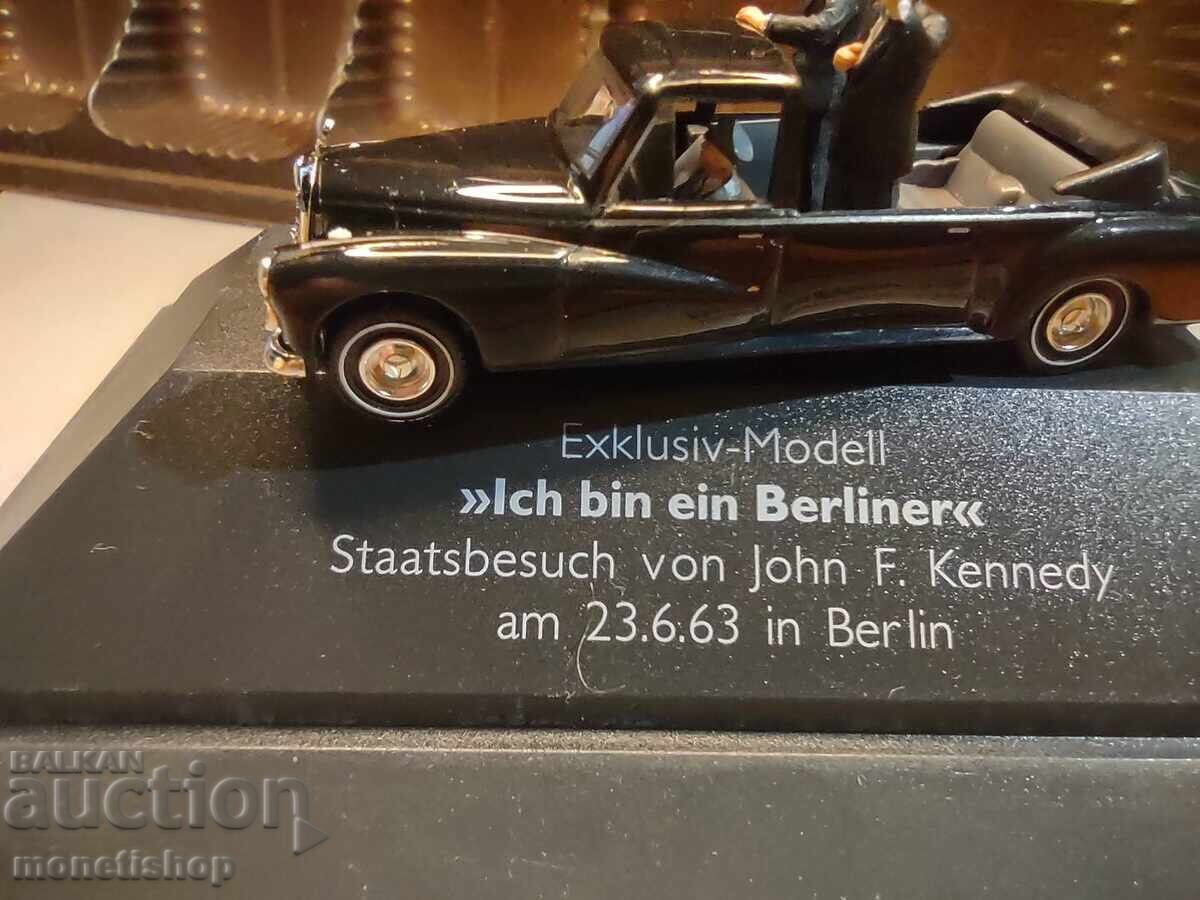 Exklusiv-Modell
»Ich bin ein Berliner«
Staatsbesuch von John F. Kennedy
am 23.6.63 in Berlin
BALKAN
auction
monetishop